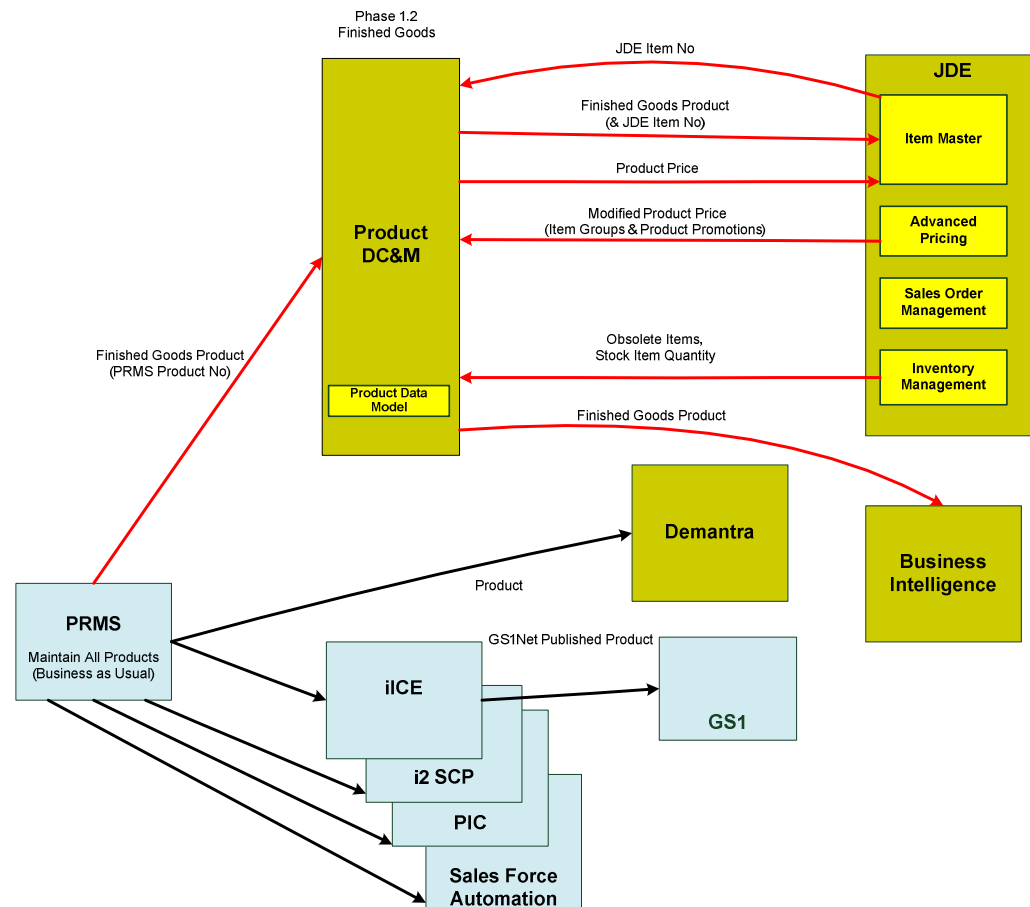 Phase 1.2
Finished Goods
JDE Item No
JDE
Finished Goods Product
(& JDE Item No)
Item Master
Product Price
Product
DC&M
Modified Product Price
(Item Groups & Product Promotions)
Advanced
Pricing
Sales Order
Management
Finished Goods Product
(PRMS Product No)
Obsolete Items,
Stock Item Quantity
Inventory
Management
Product Data
Model
Finished Goods Product
Demantra
Business
Intelligence
Product
PRMS
Maintain All Products
(Business as Usual)
GS1Net Published Product
iICE
GS1
i2 SCP
PIC
Sales Force
Automation